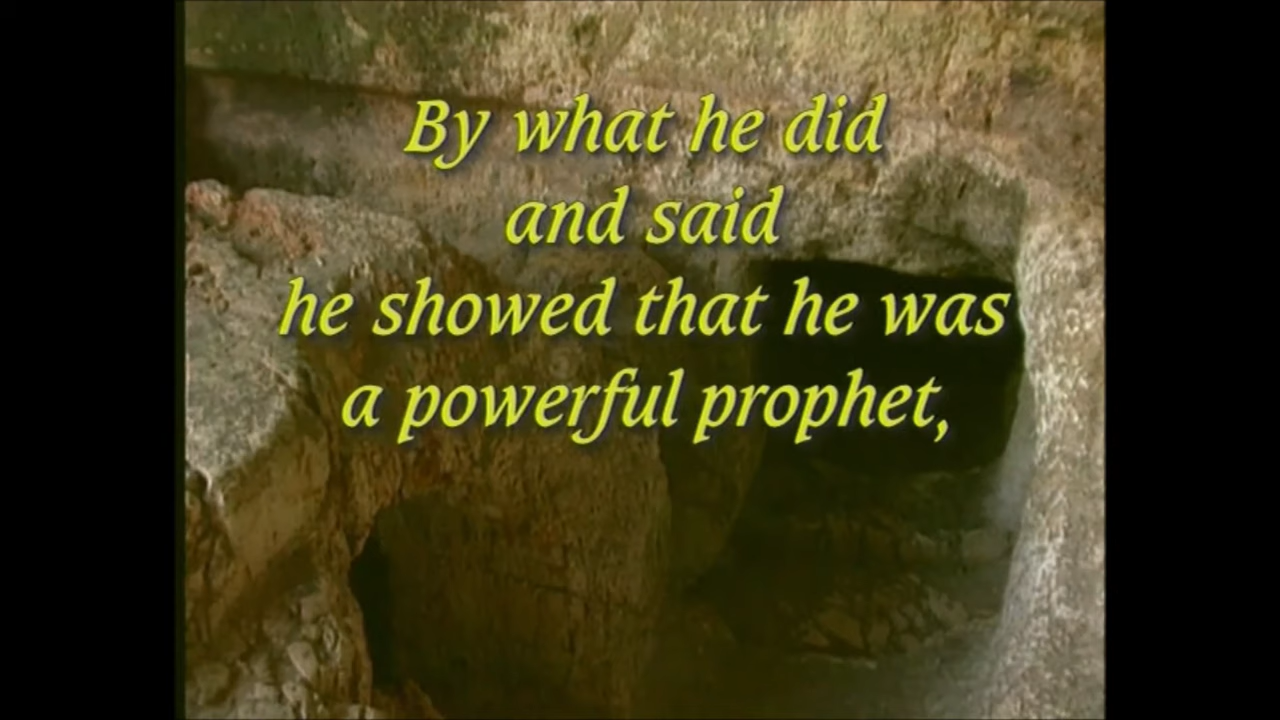 By what he did
and said
he showed that he was
a powerful prophet,